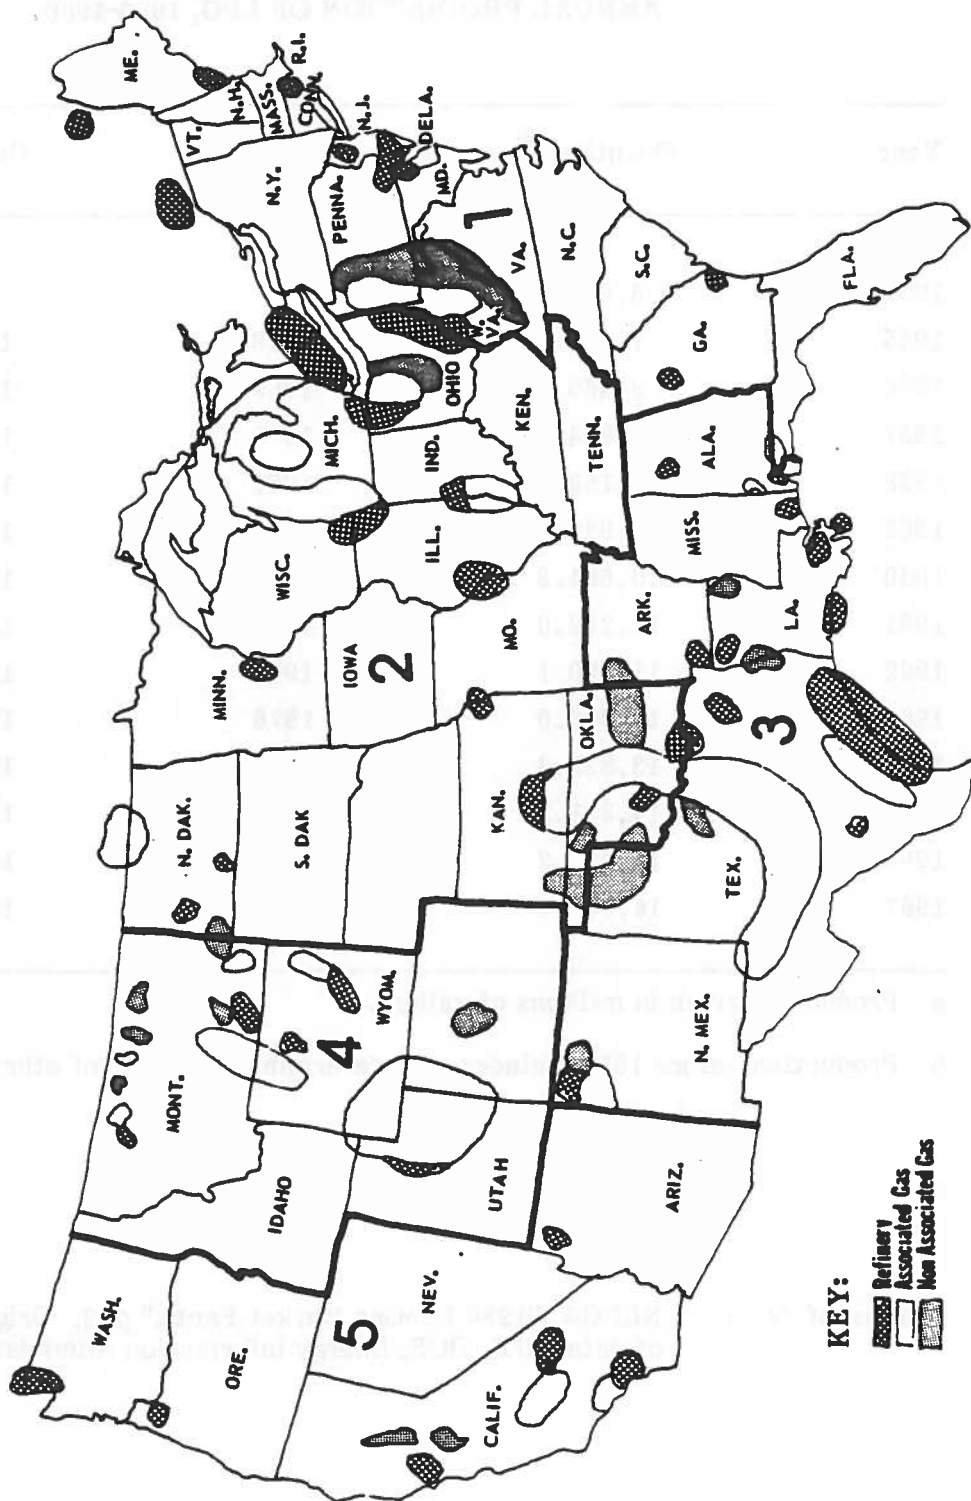 WASH.
ORE.
CALIF.
NEV.
IDAHO
UTAH
ARIZ.
MONT.
WYOM.
N. MEX.
N. DAK.
S. DAK
KAN.
OKLA.
TEX.
MINN.
IOWA
MO.
ARK.
LA.
WISC.
ILL.
MICH.
IND.
OHIO
KEN.
TENN.
MISS.
ALA.
GA.
FLA.
S.C.
N.C.
VA.
W.
VA.
MD.
DELA.
PENNA.
N.J.
N.Y.
CONN.
R.I.
MASS.
VT.
N.H.
ME.
1
2
3
4
5
KEY:
Refinery
Associated Gas
Non Associated Gas